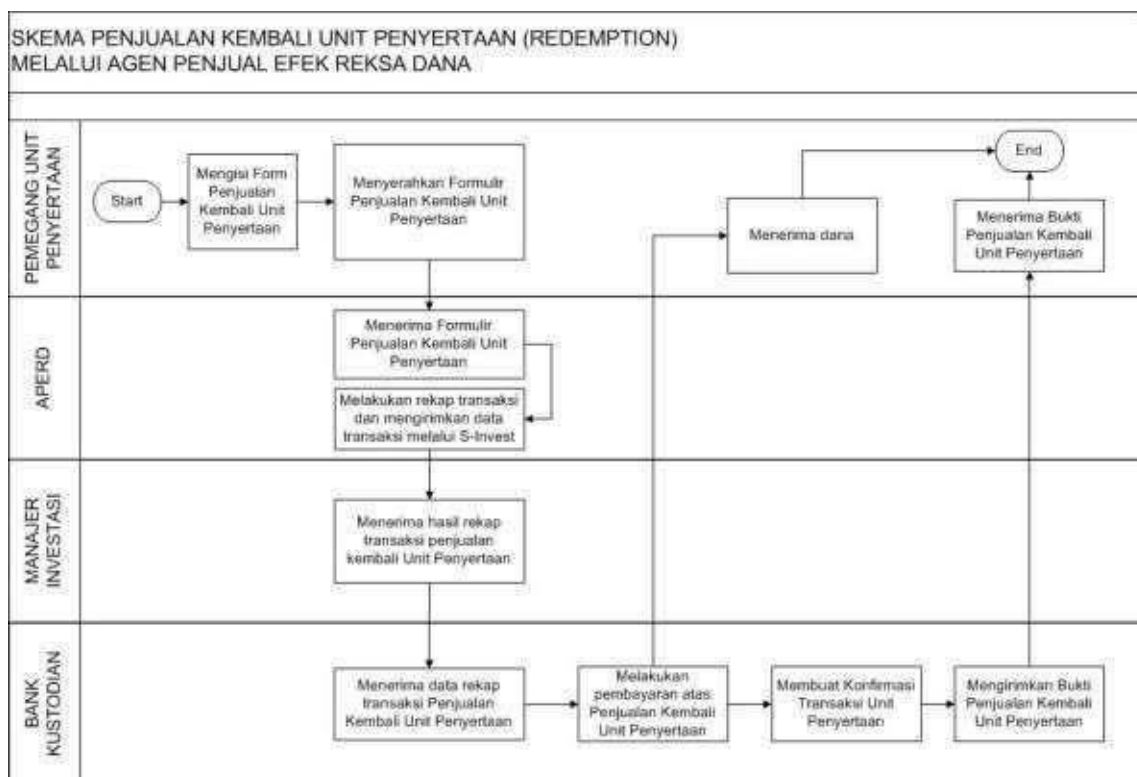 SKEMA PENJUALAN KEMBALI UNIT PENYERTAAN (REDEMPTION)
MELALUI AGEN PENJUAL EFEK REKSA DANA
PEMEGANG UNIT
PENYERTAAN
Start
Mengisi Form
Penjualan
Kembali Unit
Penyertaan
Menyerahkan Formulir
Penjualan Kembali Unit
Penyertaan
Menerima dana
End
Menerima Bukti
Penjualan Kembali
Unit Penyertaan
APERD
Menerima Formulir
Penjualan Kembali Unit
Penyertaan
Melakukan rekap transaksi
dan mengirimkan data
transaksi melalui S-Invest
MANAJER
INVESTASI
Menerima hasil rekap
transaksi penjualan
kembali Unit Penyertaan
BANK
KUSTODIAN
Menerima data rekap
transaksi Penjualan
Kembali Unit Penyertaan
Melakukan
pembayaran atas
Penjualan Kembali
Unit Penyertaan
Membuat Konfirmasi
Transaksi Unit
Penyertaan
Mengirimkan Bukti
Penjualan Kembali
Unit Penyertaan